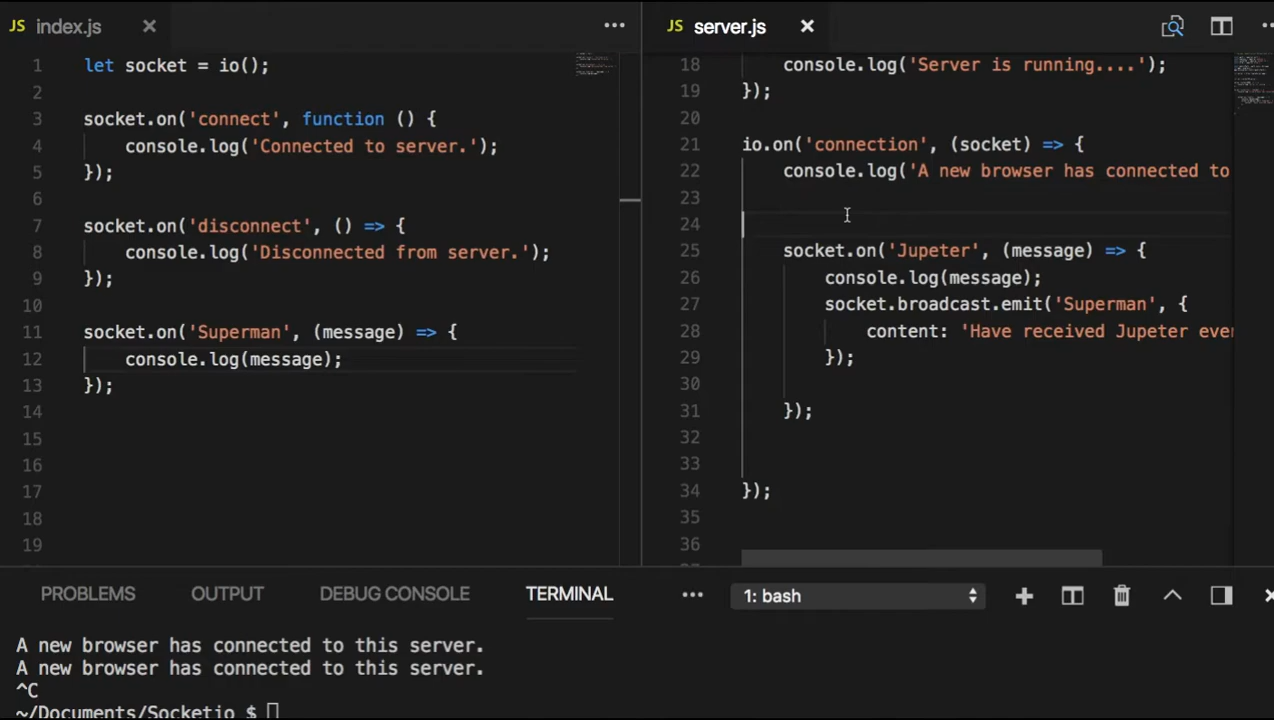 JS index.js
1 let socket = io();
2
3 socket.on('connect', function () {
4 console.log('Connected to server.');
5 });
6
7 socket.on('disconnect', () => {
8 console.log('Disconnected from server.');
9 });
10
11 socket.on('Superman', (message) => {
12 console.log(message);
13 });
14
15
16
17
18
19
JS server.js
18 console.log('Server is running....');
19 });
20
21 io.on('connection', (socket) => {
22 console.log('A new browser has connected to
23
24
25 socket.on('Jupeter', (message) => {
26 console.log(message);
27 socket.broadcast.emit('Superman', {
28 content: 'Have received Jupeter ever
29 });
30
31 });
32
33
34 });
35
36
PROBLEMS OUTPUT DEBUG CONSOLE TERMINAL 1: bash
A new browser has connected to this server.
A new browser has connected to this server.
^C
~/Documents/Socketio $